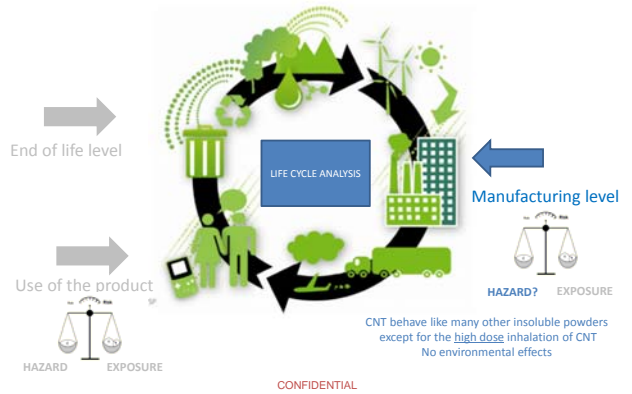 End of life level
LIFE CYCLE ANALYSIS
Manufacturing level
Use of the product
HAZARD? EXPOSURE
CNT behave like many other insoluble powders
except for the high dose inhalation of CNT
No environmental effects
HAZARD EXPOSURE
CONFIDENTIAL